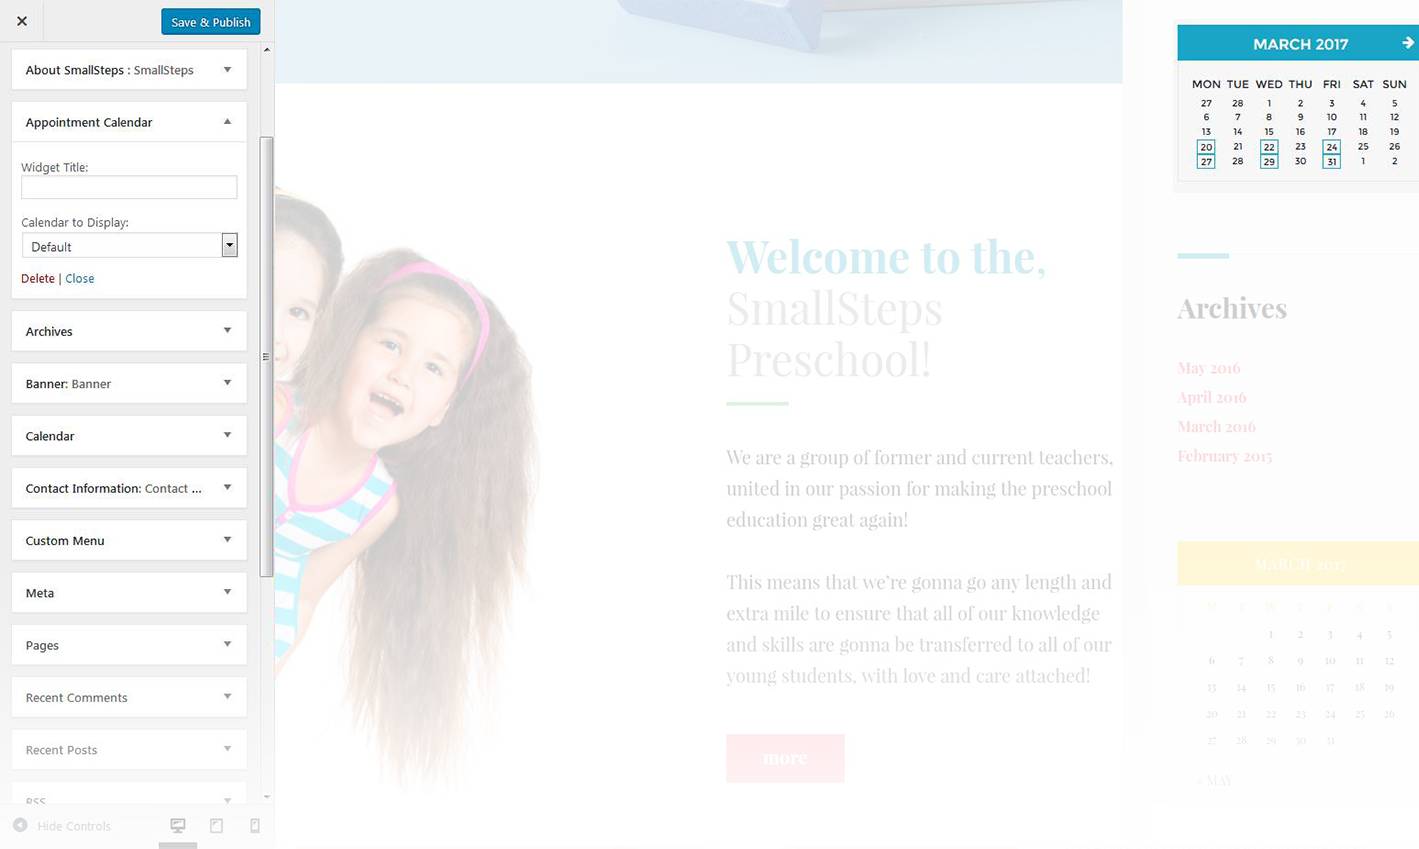 Save & Publish
About SmallSteps : SmallSteps
Appointment Calendar
Widget Title:
Calendar to Display:
Default
Delete | Close
Archives
Banner: Banner
Calendar
Contact Information: Contact ...
Custom Menu
Meta
Pages
Recent Comments
Recent Posts
RSS
Hide Controls
Welcome to the,
SmallSteps
Preschool!
We are a group of former and current teachers,
united in our passion for making the preschool
education great again!
This means that we’re gonna go any length and
extra mile to ensure that all of our knowledge
and skills are gonna be transferred to all of our
young students, with love and care attached!
more
MARCH 2017
MON TUE WED THU FRI SAT SUN
27 28 1 2 3 4 5
6 7 8 9 10 11 12
13 14 15 16 17 18 19
20 21 22 23 24 25 26
27 28 29 30 31 1 2
Archives
May 2016
April 2016
March 2016
February 2015
MARCH 2017
M T W T F S S
1 2 3 4 5
6 7 8 9 10 11 12
13 14 15 16 17 18 19
20 21 22 23 24 25 26
27 28 29 30 31
« MAY